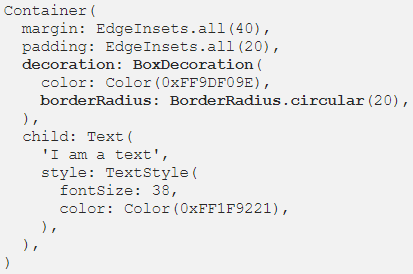 Container(
  margin: EdgeInsets.all(40),
  padding: EdgeInsets.all(20),
  decoration: BoxDecoration(
    color: Color(0xFF9DF09E),
    borderRadius: BorderRadius.circular(20),
  ),
  child: Text(
    'I am a text',
    style: TextStyle(
      fontSize: 38,
      color: Color(0xFF1F9221),
    ),
  ),
)